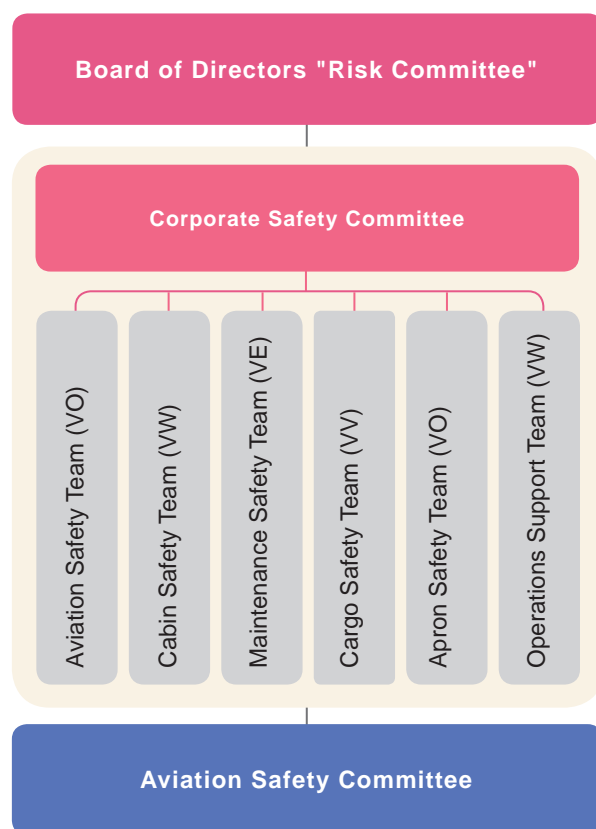 Board of Directors "Risk Committee"
Corporate Safety Committee
Aviation Safety Team (VO)
Cabin Safety Team (VW)
Maintenance Safety Team (VE)
Cargo Safety Team (VV)
Apron Safety Team (VO)
Operations Support Team (VW)
Aviation Safety Committee